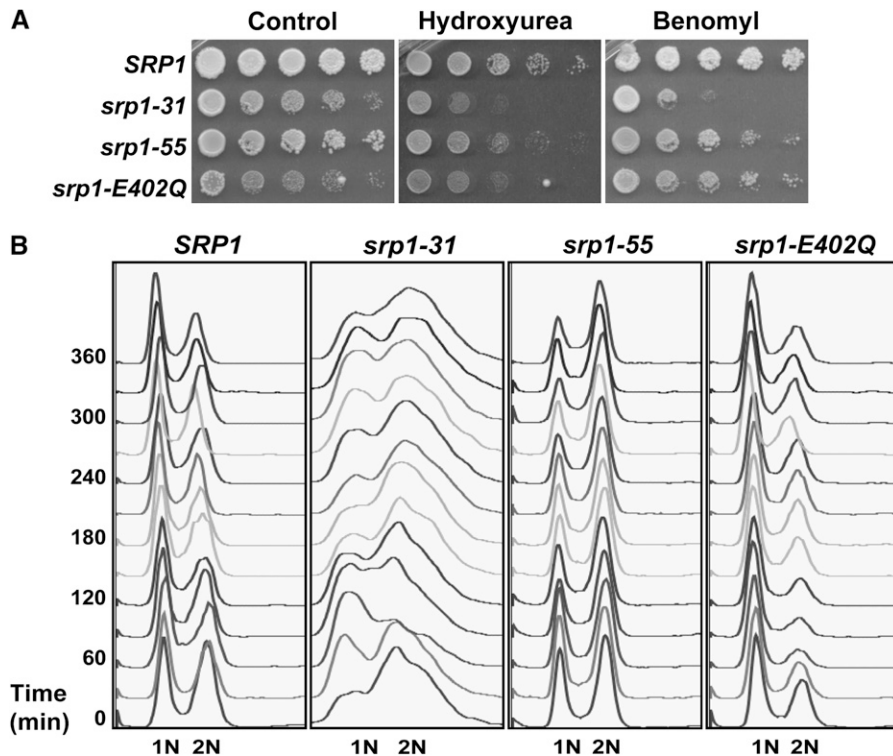 A
Control Hydroxyurea Benomyl
SRP1
srp1-31
srp1-55
srp1-E402Q
B
SRP1 srp1-31 srp1-55 srp1-E402Q
360
300
240
180
120
60
Time
(min) 0
1N 2N 1N 2N 1N 2N 1N 2N